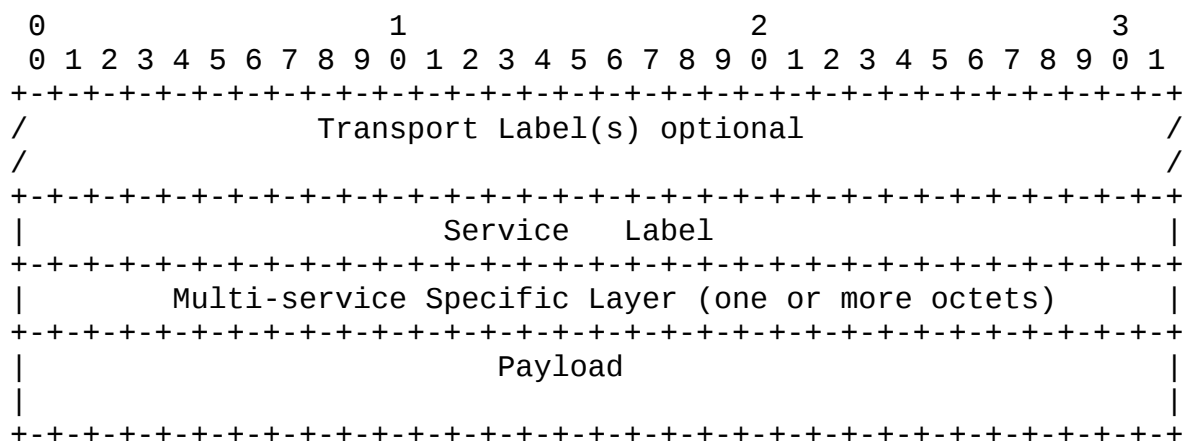 0                   1                   2                   3
 0 1 2 3 4 5 6 7 8 9 0 1 2 3 4 5 6 7 8 9 0 1 2 3 4 5 6 7 8 9 0 1
+-+-+-+-+-+-+-+-+-+-+-+-+-+-+-+-+-+-+-+-+-+-+-+-+-+-+-+-+-+-+-+-+
/                Transport Label(s) optional                    /
/                                                               /
+-+-+-+-+-+-+-+-+-+-+-+-+-+-+-+-+-+-+-+-+-+-+-+-+-+-+-+-+-+-+-+-+
|                       Service   Label                         |
+-+-+-+-+-+-+-+-+-+-+-+-+-+-+-+-+-+-+-+-+-+-+-+-+-+-+-+-+-+-+-+-+
|        Multi-service Specific Layer (one or more octets)      |
+-+-+-+-+-+-+-+-+-+-+-+-+-+-+-+-+-+-+-+-+-+-+-+-+-+-+-+-+-+-+-+-+
|                          Payload                              |
|                                                               |
+-+-+-+-+-+-+-+-+-+-+-+-+-+-+-+-+-+-+-+-+-+-+-+-+-+-+-+-+-+-+-+-+